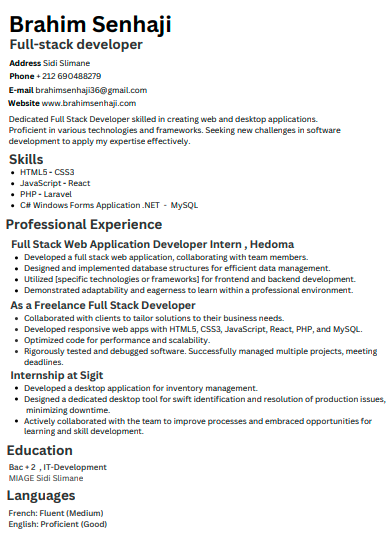 Brahim Senhaji
Full-stack developer
Address Sidi Slimane
Phone + 212 690488279
E-mail brahimsenhaji36@gmail.com
Website www.brahimsenhaji.com
Dedicated Full Stack Developer skilled in creating web and desktop applications.
Proficient in various technologies and frameworks. Seeking new challenges in software
development to apply my expertise effectively.
Skills
• HTML5 - CSS3
• JavaScript - React
• PHP - Laravel
• C# Windows Forms Application .NET - MySQL
Professional Experience
Full Stack Web Application Developer Intern , Hedoma
• Developed a full stack web application, collaborating with team members.
• Designed and implemented database structures for efficient data management.
• Utilized [specific technologies or frameworks] for frontend and backend development.
• Demonstrated adaptability and eagerness to learn within a professional environment.
As a Freelance Full Stack Developer
• Collaborated with clients to tailor solutions to their business needs.
• Developed responsive web apps with HTML5, CSS3, JavaScript, React, PHP, and MySQL.
• Optimized code for performance and scalability.
• Rigorously tested and debugged software. Successfully managed multiple projects, meeting
deadlines.
Internship at Sigit
• Developed a desktop application for inventory management.
• Designed a dedicated desktop tool for swift identification and resolution of production issues,
minimizing downtime.
• Actively collaborated with the team to improve processes and embraced opportunities for
learning and skill development.
Education
Bac + 2 , IT-Development
MIAGE Sidi Slimane
Languages
French: Fluent (Medium)
English: Proficient (Good)